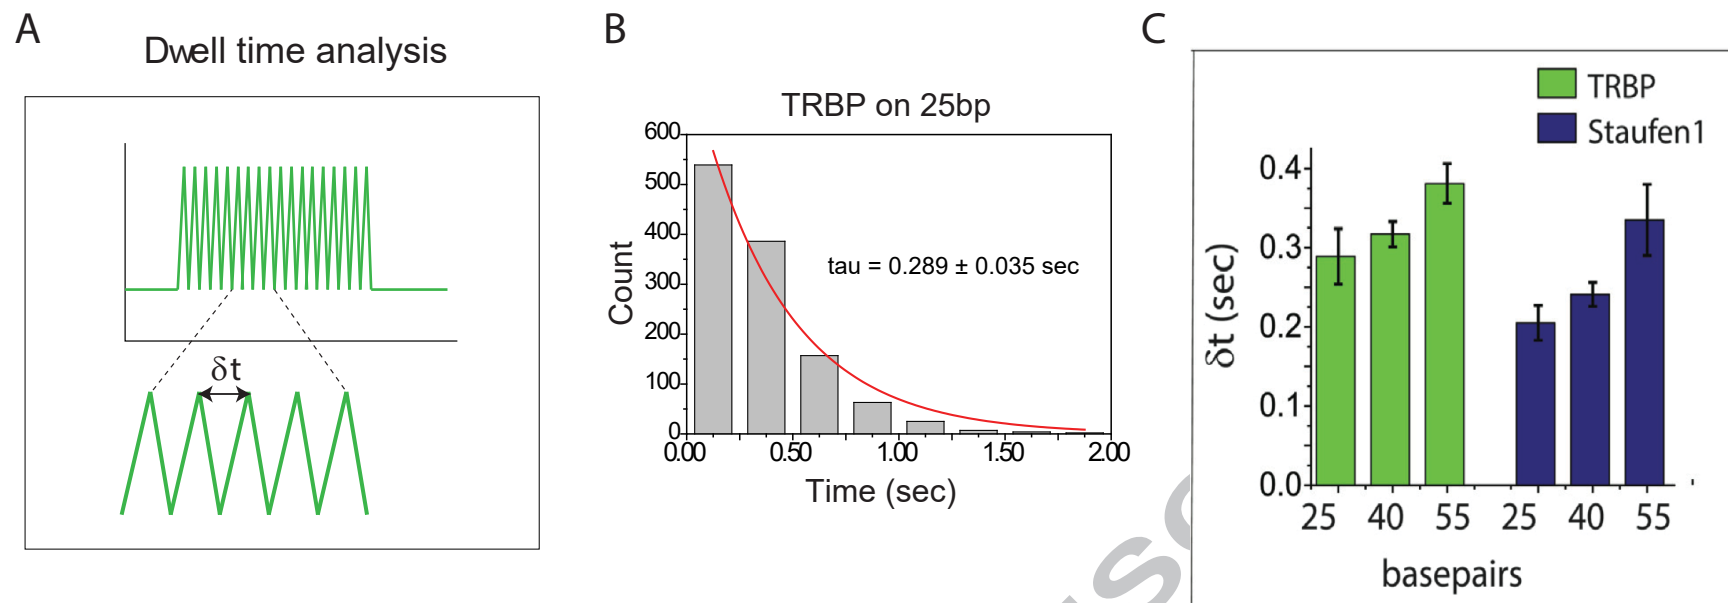 A
Dwell time analysis
δt
B
TRBP on 25bp
600
500
400
300
200
100
0
Count
tau = 0.289 ± 0.035 sec
0.00 0.50 1.00 1.50 2.00
Time (sec)
C
TRBP
Staufen1
0.4
0.3
0.2
0.1
0.0
δt (sec)
25 40 55 25 40 55
basepairs